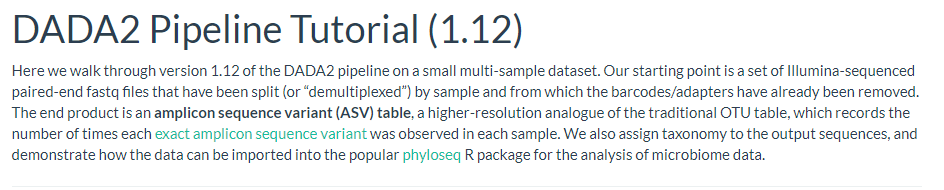 DADA2 Pipeline Tutorial (1.12)
Here we walk through version 1.12 of the DADA2 pipeline on a small multi-sample dataset. Our starting point is a set of Illumina-sequenced
paired-end fastq files that have been split (or “demultiplexed”) by sample and from which the barcodes/adapters have already been removed.
The end product is an amplicon sequence variant (ASV) table, a higher-resolution analogue of the traditional OTU table, which records the
number of times each exact amplicon sequence variant was observed in each sample. We also assign taxonomy to the output sequences, and
demonstrate how the data can be imported into the popular phyloseq R package for the analysis of microbiome data.